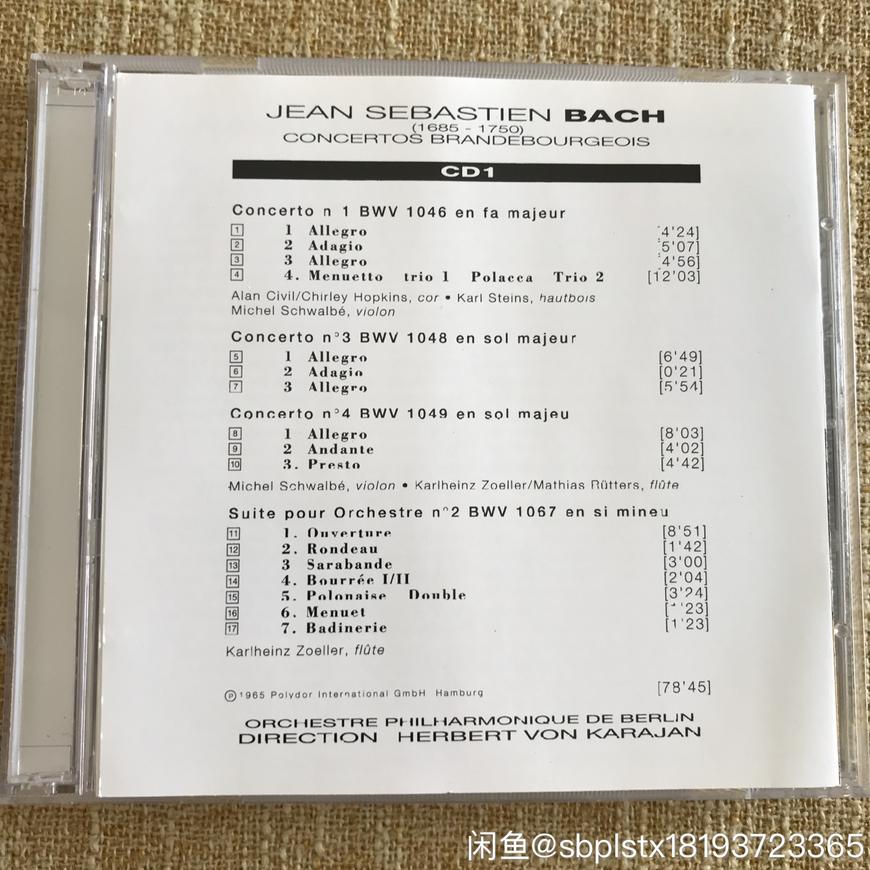 JEAN SEBASTIEN BACH
(1685 - 1750)
CONCERTOS BRANDEBOURGEOIS
CD1
Concerto n 1 BWV 1046 en fa majeur
1 1 Allegro 4'24]
2 2 Adagio 5'07]
3 3 Allegro 4'56]
4 4. Menuetto trio 1 Polacca Trio 2 [12'03]
Alan Civil/Chirley Hopkins, cor • Karl Steins, hautbois
Michel Schwalbé, violon
Concerto n°3 BWV 1048 en sol majeur
5 1 Allegro [6'49]
6 2 Adagio [0'21]
7 3 Allegro [5'54]
Concerto n°4 BWV 1049 en sol majeu
8 1 Allegro [8'03]
9 2 Andante [4'02]
10 3. Presto [4'42]
Michel Schwalbé, violon • Karlheinz Zoeller/Mathias Rütters, flûte
Suite pour Orchestre n°2 BWV 1067 en si mineu
11 1. Ouverture [8'51]
12 2. Rondeau [1'42]
13 3 Sarabande [3'00]
14 4. Bourrée I/II [2'04]
15 5. Polonaise Double [3'24]
16 6. Menuet
17 7. Badinerie [1'23]
Karlheinz Zoeller, flûte
℗1965 Polydor International GmbH Hamburg [78'45]
ORCHESTRE PHILHARMONIQUE DE BERLIN
DIRECTION HERBERT VON KARAJAN
闲鱼@sbplstx18193723365